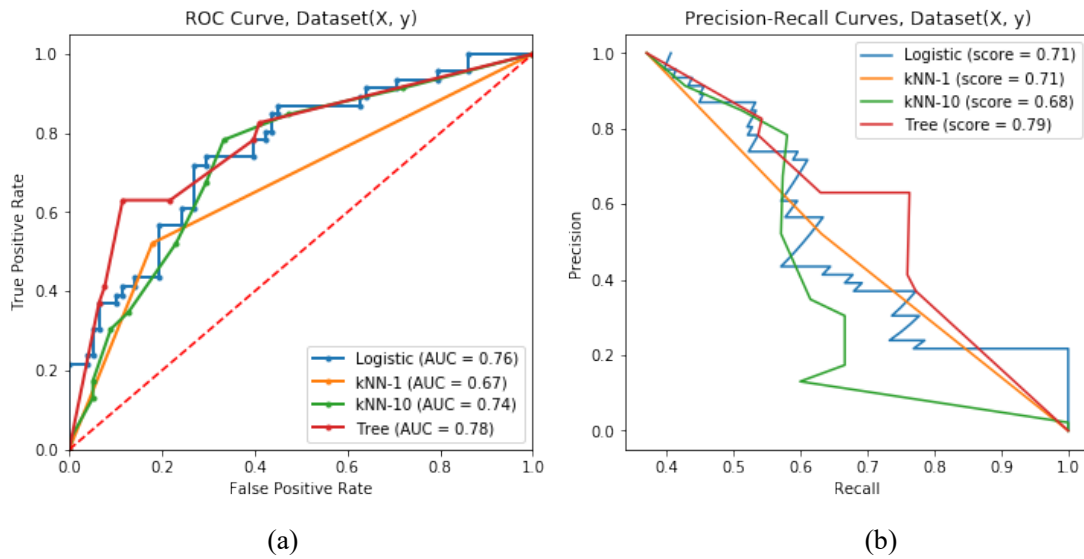 ROC Curve, Dataset(X, y)
True Positive Rate
1.0
0.8
0.6
0.4
0.2
0.0
0.0 0.2 0.4 0.6 0.8 1.0
False Positive Rate
Logistic (AUC = 0.76)
kNN-1 (AUC = 0.67)
kNN-10 (AUC = 0.74)
Tree (AUC = 0.78)
(a)
Precision-Recall Curves, Dataset(X, y)
Precision
1.0
0.8
0.6
0.4
0.2
0.0
Logistic (score = 0.71)
kNN-1 (score = 0.71)
kNN-10 (score = 0.68)
Tree (score = 0.79)
0.4 0.5 0.6 0.7 0.8 0.9 1.0
Recall
(b)